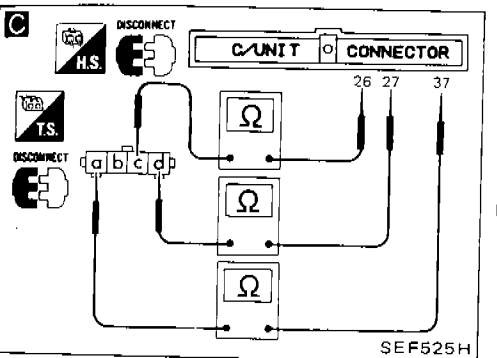 C
DISCONNECT
H.S.
C/UNIT CONNECTOR
26 27 37
T.S.
DISCONNECT
a b c d
Ω
Ω
Ω
SEF525H